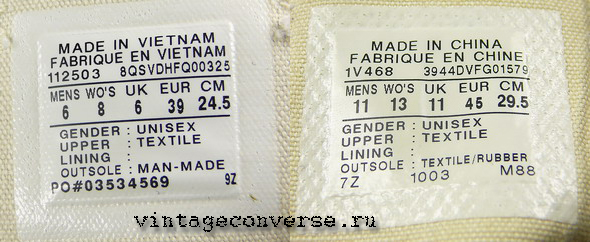 MADE IN VIETNAM
FABRIQUE EN VIETNAM
112503 8QSVDHFQ00325
MENS WO'S UK EUR CM
6 8 6 39 24.5
GENDER : UNISEX
UPPER : TEXTILE
LINING :
OUTSOLE : MAN-MADE
PO#03534569 9Z
MADE IN CHINA
FABRIQUE EN CHINE
1V468 3944DVFG01579
MENS WO'S UK EUR CM
11 13 11 45 29.5
GENDER : UNISEX
UPPER : TEXTILE
LINING :
OUTSOLE : TEXTILE/RUBBER
7Z 1003 M88
vintageconverse.ru